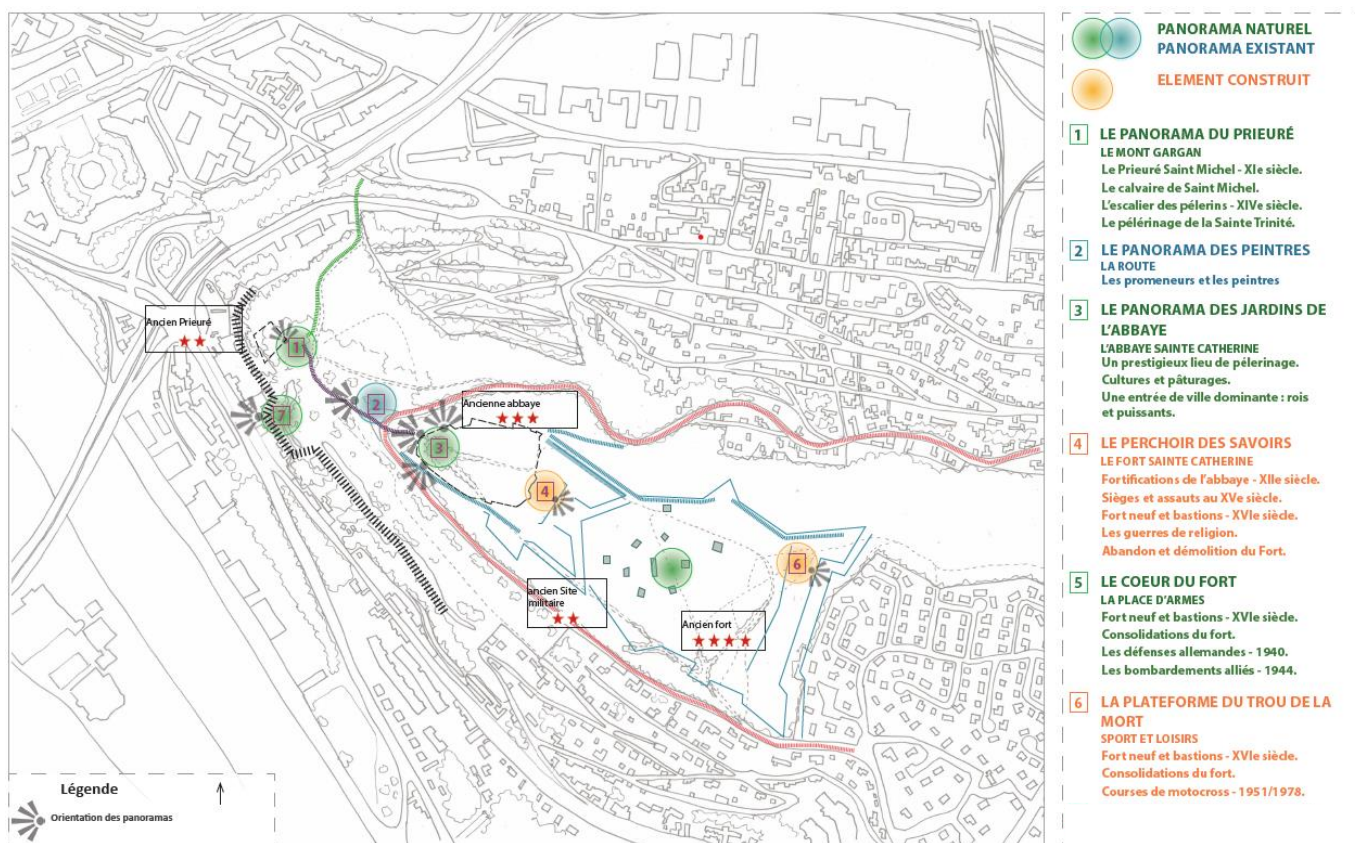 Ancien Prieuré
1
7
2
Ancienne abbaye
3
4
6
ancien Site
militaire
Ancien fort
Légende
Orientation des panoramas
PANORAMA NATUREL
PANORAMA EXISTANT
ELEMENT CONSTRUIT
1 LE PANORAMA DU PRIEURÉ
LE MONT GARGAN
Le Prieuré Saint Michel - XIe siècle.
Le calvaire de Saint Michel.
L'escalier des pélerins - XIVe siècle.
Le pélérinage de la Sainte Trinité.
2 LE PANORAMA DES PEINTRES
LA ROUTE
Les promeneurs et les peintres
3 LE PANORAMA DES JARDINS DE
L'ABBAYE
L'ABBAYE SAINTE CATHERINE
Un prestigieux lieu de pélerinage.
Cultures et pâturages.
Une entrée de ville dominante : rois
et puissants.
4 LE PERCHOIR DES SAVOIRS
LE FORT SAINTE CATHERINE
Fortifications de l'abbaye - XIIe siècle.
Sièges et assauts au XVe siècle.
Fort neuf et bastions - XVIe siècle.
Les guerres de religion.
Abandon et démolition du Fort.
5 LE COEUR DU FORT
LA PLACE D'ARMES
Fort neuf et bastions - XVIe siècle.
Consolidations du fort.
Les défenses allemandes - 1940.
Les bombardements alliés - 1944.
6 LA PLATEFORME DU TROU DE LA
MORT
SPORT ET LOISIRS
Fort neuf et bastions - XVIe siècle.
Consolidations du fort.
Courses de motocross - 1951/1978.